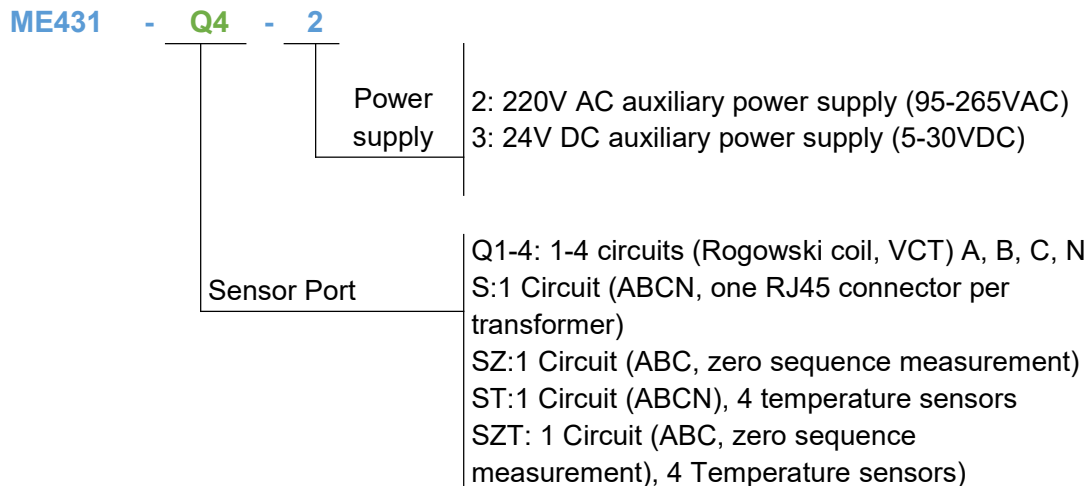 ME431 - Q4 - 2
Power
supply
2: 220V AC auxiliary power supply (95-265VAC)
3: 24V DC auxiliary power supply (5-30VDC)
Sensor Port
Q1-4: 1-4 circuits (Rogowski coil, VCT) A, B, C, N
S:1 Circuit (ABCN, one RJ45 connector per
transformer)
SZ:1 Circuit (ABC, zero sequence measurement)
ST:1 Circuit (ABCN), 4 temperature sensors
SZT: 1 Circuit (ABC, zero sequence
measurement), 4 Temperature sensors)